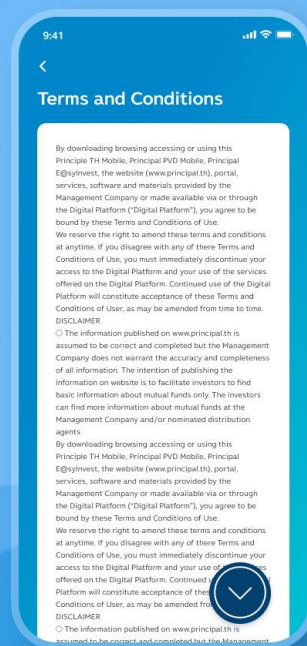 9:41
Terms and Conditions
By downloading browsing accessing or using this
Principle TH Mobile, Principal PVD Mobile, Principal
E@syInvest, the website (www.principal.th), portal,
services, software and materials provided by the
Management Company or made available via or through
the Digital Platform (“Digital Platform”), you agree to be
bound by these Terms and Conditions of Use.
We reserve the right to amend these terms and conditions
at anytime. If you disagree with any of there Terms and
Conditions of Use, you must immediately discontinue your
access to the Digital Platform and your use of the services
offered on the Digital Platform. Continued use of the Digital
Platform will constitute acceptance of these Terms and
Conditions of User, as may be amended from time to time.
DISCLAIMER
○ The information published on www.principal.th is
assumed to be correct and completed but the Management
Company does not warrant the accuracy and completeness
of all information. The intention of publishing the
information on website is to facilitate investors to find
basic information about mutual funds only. The investors
can find more information about mutual funds at the
Management Company and/or nominated distribution
agents
By downloading browsing accessing or using this
Principle TH Mobile, Principal PVD Mobile, Principal
E@syInvest, the website (www.principal.th), portal,
services, software and materials provided by the
Management Company or made available via or through
the Digital Platform (“Digital Platform”), you agree to be
bound by these Terms and Conditions of Use.
We reserve the right to amend these terms and conditions
at anytime. If you disagree with any of there Terms and
Conditions of Use, you must immediately discontinue your
access to the Digital Platform and your use of
offered on the Digital Platform. Continued
Platform will constitute acceptance of
Conditions of User, as may be amended
DISCLAIMER
○ The information published on www.principal.th is
assumed to be correct and completed but the Management